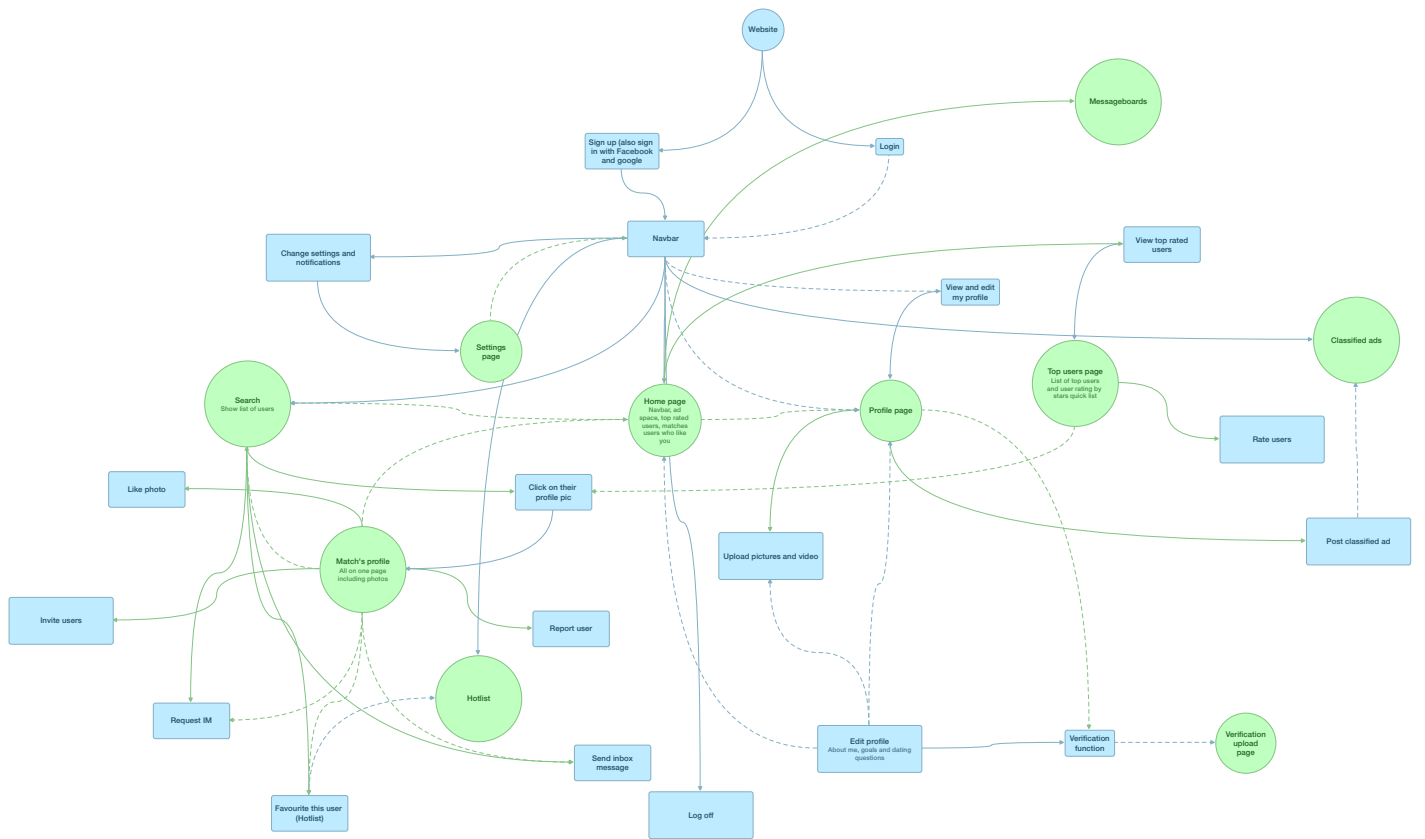 Website
Messageboards
Sign up (also sign
in with Facebook
and google
Login
Navbar
Change settings and
notifications
View top rated
users
View and edit
my profile
Settings
page
Classified ads
Search
Show list of users
Home page
Navbar, ad
space, top rated
users, matches
users who like
you
Profile page
Top users page
List of top users
and user rating by
stars quick list
Rate users
Like photo
Click on their
profile pic
Post classified ad
Upload pictures and video
Match's profile
All on one page
including photos
Invite users
Report user
Hotlist
Request IM
Edit profile
About me, goals and dating
questions
Verification
function
Verification
upload
page
Send inbox
message
Favourite this user
(Hotlist)
Log off